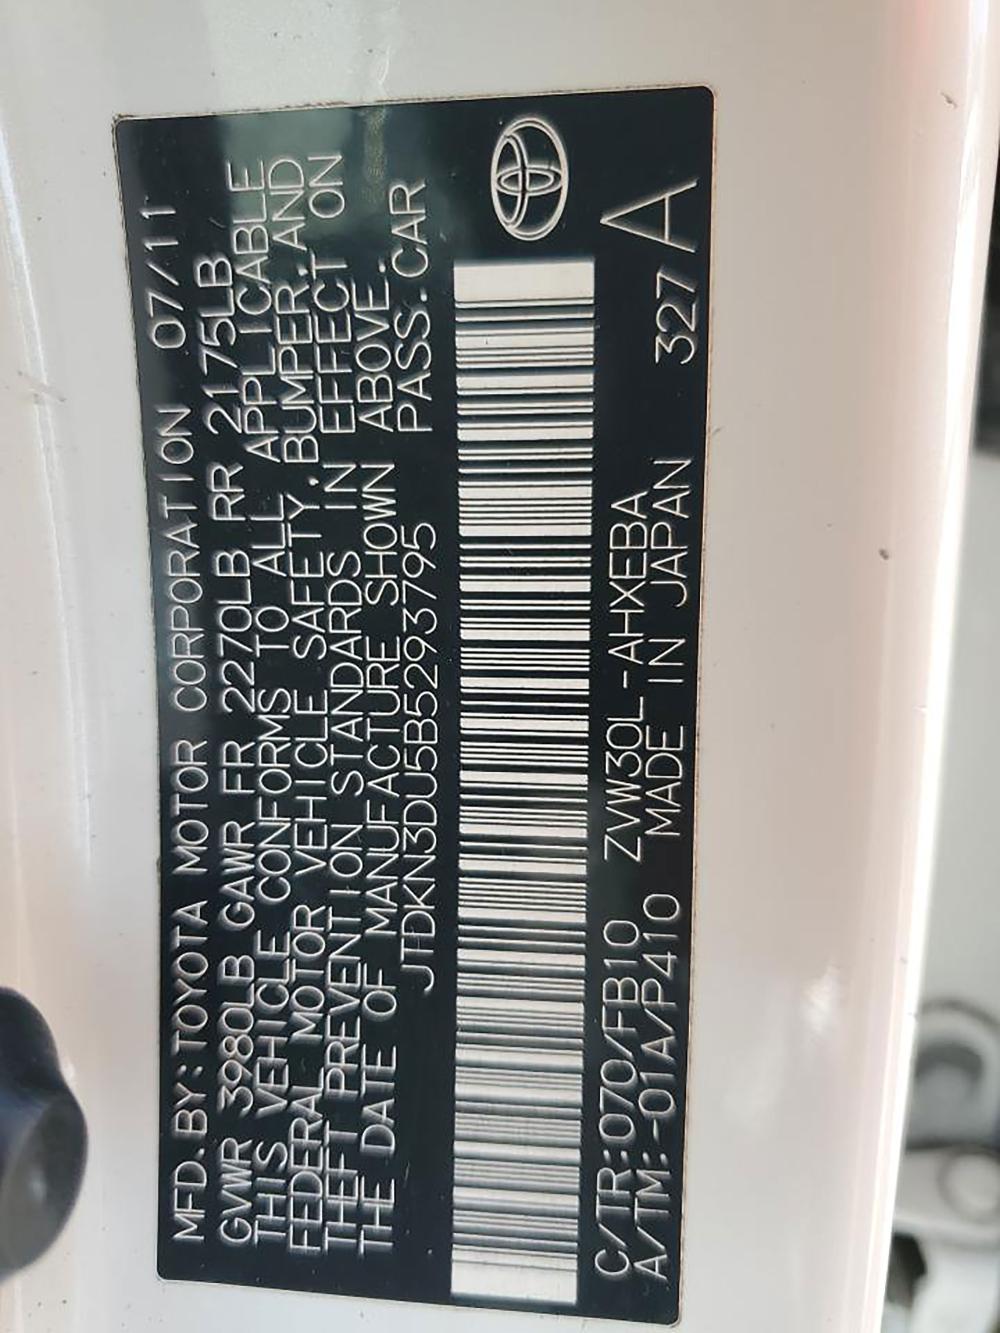 MFD.BY:TOYOTA MOTOR CORPORATION 07/11
GVWR 3980LB GAWR FR 2270LB RR 2175LB
THIS VEHICLE CONFORMS TO ALL APPLICABLE
FEDERAL MOTOR VEHICLE SAFETY,BUMPER,AND
THEFT PREVENTION STANDARDS IN EFFECT ON
THE DATE OF MANUFACTURE SHOWN ABOVE.
JTDKN3DU5B5293795 PASS.CAR
C/TR:070/FB10 ZVW30L-AHXEBA
A/TM:-01A/P410 MADE IN JAPAN 327 A